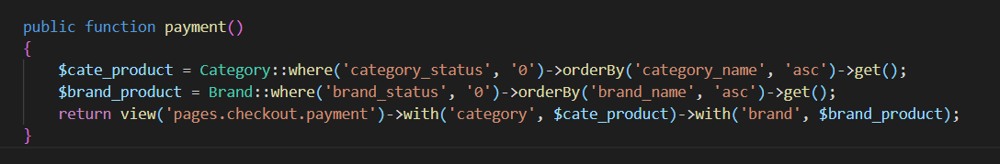 public function payment()
{
$cate_product = Category::where('category_status', '0')->orderBy('category_name', 'asc')->get();
$brand_product = Brand::where('brand_status', '0')->orderBy('brand_name', 'asc')->get();
return view('pages.checkout.payment')->with('category', $cate_product)->with('brand', $brand_product);
}